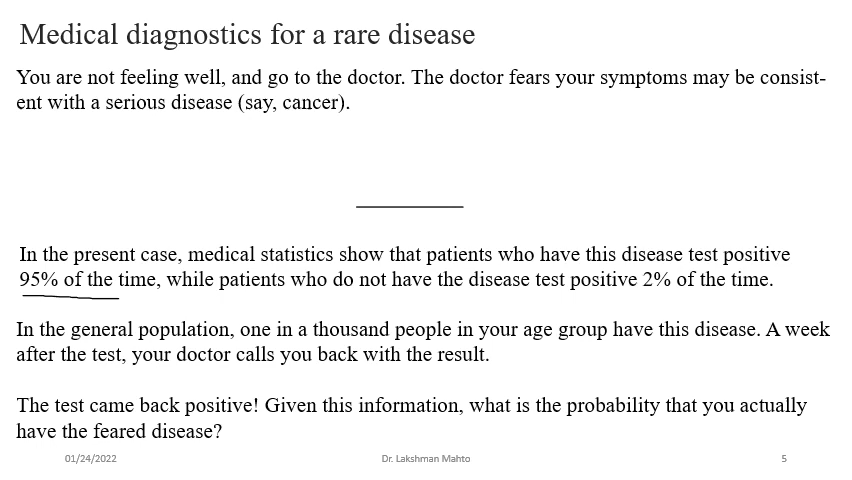 Medical diagnostics for a rare disease
You are not feeling well, and go to the doctor. The doctor fears your symptoms may be consist-
ent with a serious disease (say, cancer).
In the present case, medical statistics show that patients who have this disease test positive
95% of the time, while patients who do not have the disease test positive 2% of the time.
In the general population, one in a thousand people in your age group have this disease. A week
after the test, your doctor calls you back with the result.
The test came back positive! Given this information, what is the probability that you actually
have the feared disease?
01/24/2022 Dr. Lakshman Mahto 5